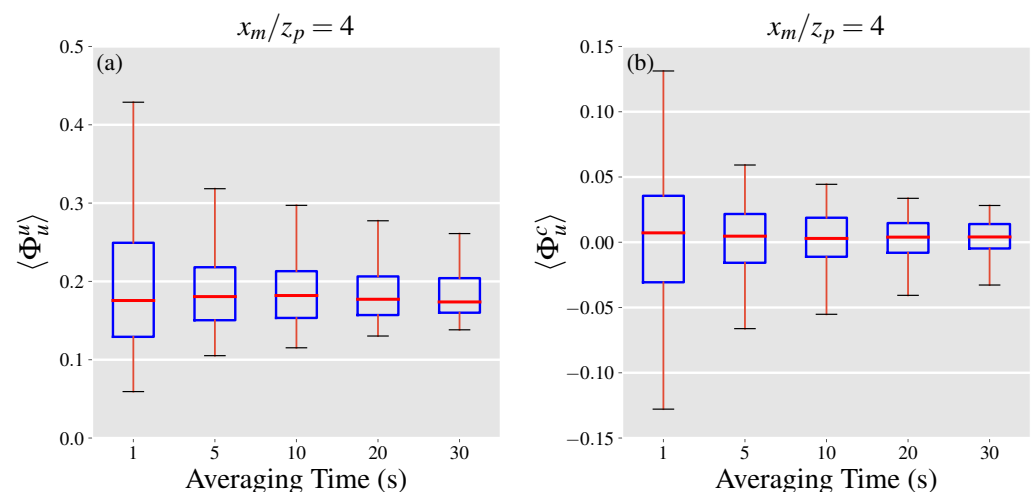 x_m/z_p = 4
(a)
⟨Φ_u^u⟩
0.5
0.4
0.3
0.2
0.1
0.0
1 5 10 20 30
Averaging Time (s)
x_m/z_p = 4
(b)
⟨Φ_u^c⟩
0.15
0.10
0.05
0.00
−0.05
−0.10
−0.15
1 5 10 20 30
Averaging Time (s)